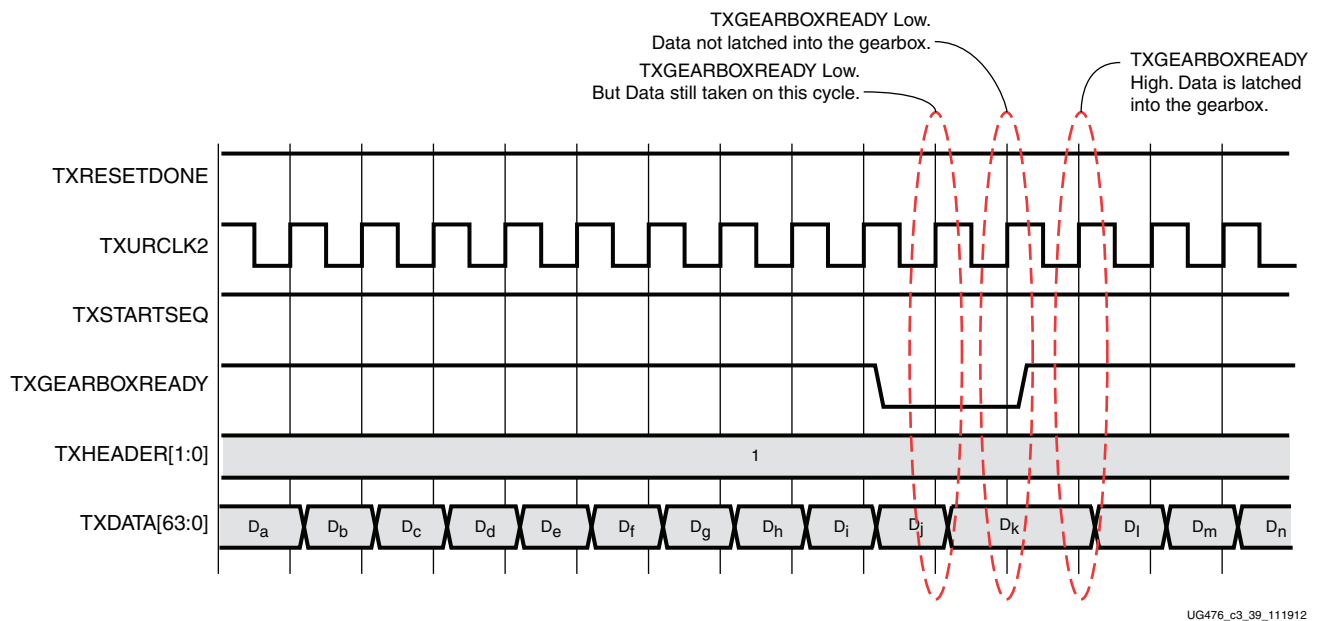 TXGEARBOXREADY Low.
Data not latched into the gearbox.
TXGEARBOXREADY Low.
But Data still taken on this cycle.
TXGEARBOXREADY
High. Data is latched
into the gearbox.
TXRESETDONE
TXURCLK2
TXSTARTSEQ
TXGEARBOXREADY
TXHEADER[1:0]
1
TXDATA[63:0]
Da Db Dc Dd De Df Dg Dh Di Dj Dk Dl Dm Dn
UG476_c3_39_111912